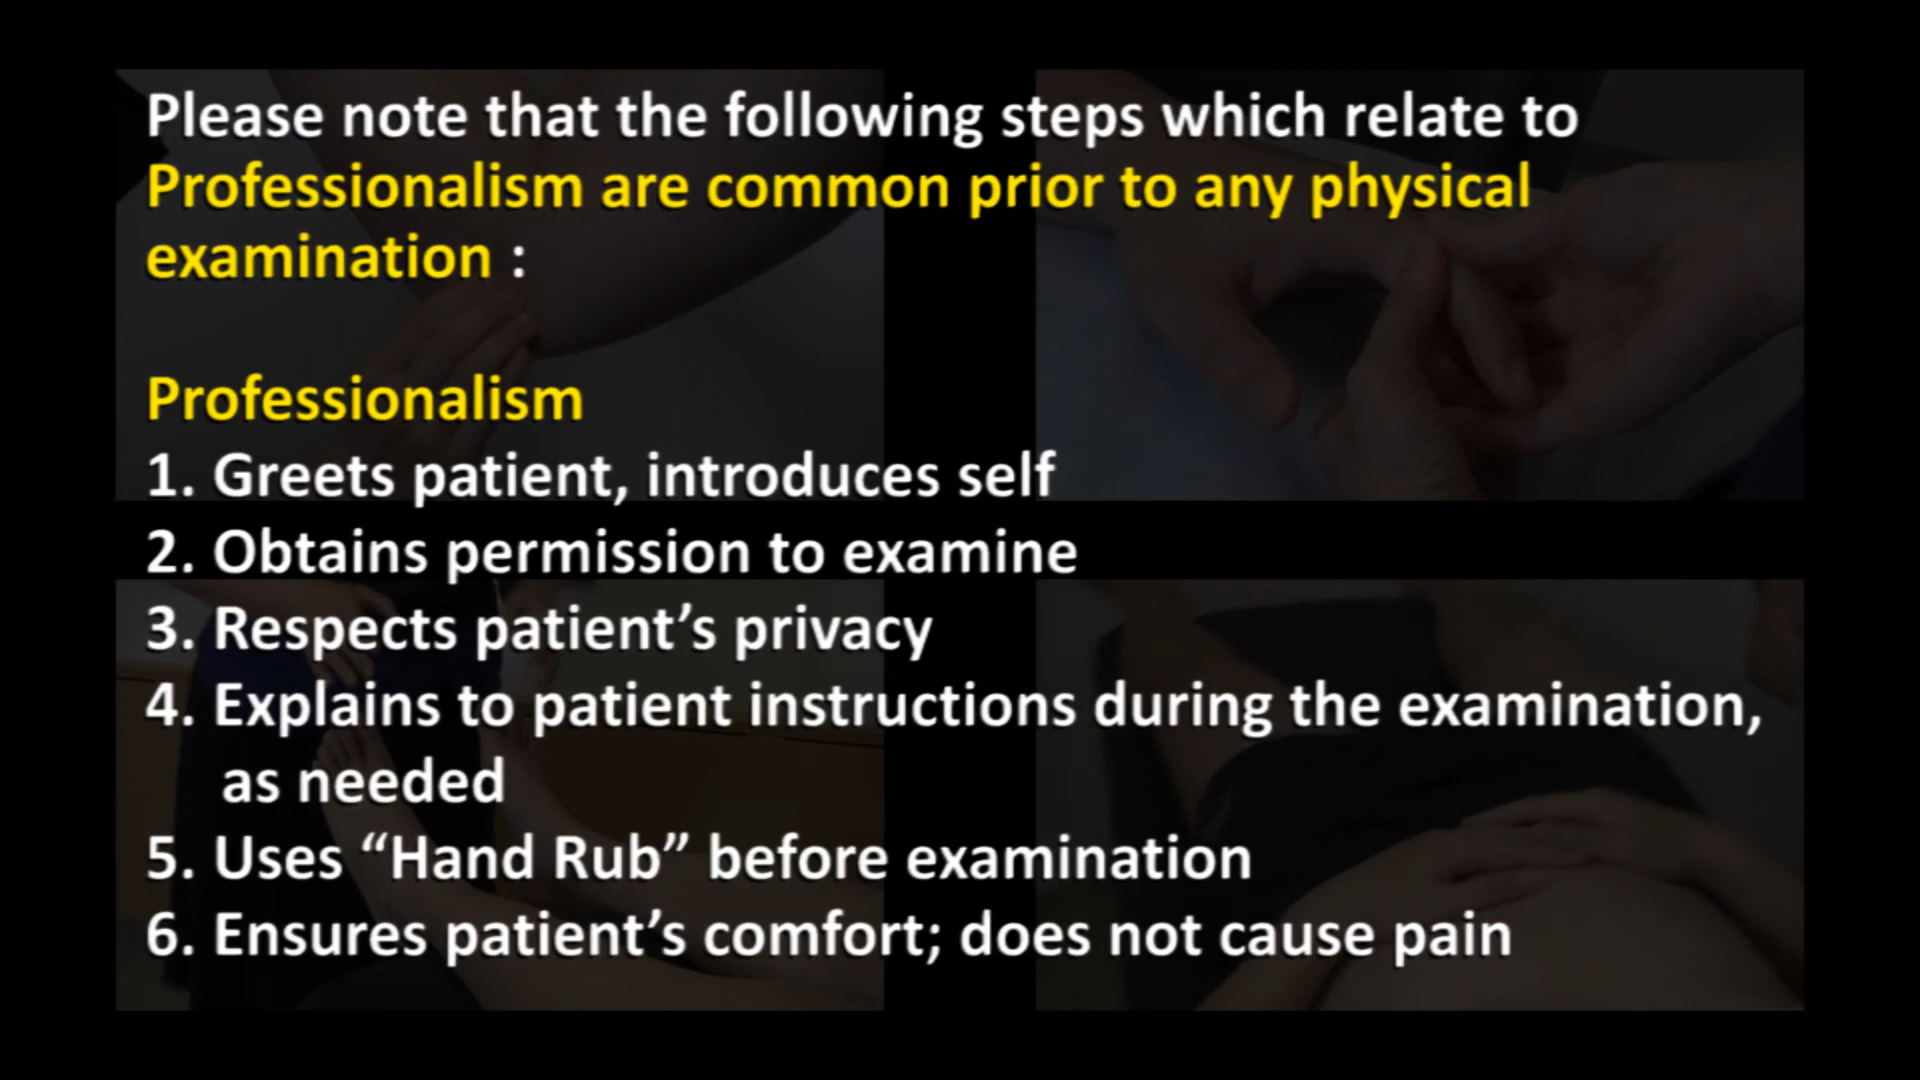 Please note that the following steps which relate to
Professionalism are common prior to any physical
examination :
Professionalism
1. Greets patient, introduces self
2. Obtains permission to examine
3. Respects patient’s privacy
4. Explains to patient instructions during the examination,
as needed
5. Uses “Hand Rub” before examination
6. Ensures patient’s comfort; does not cause pain